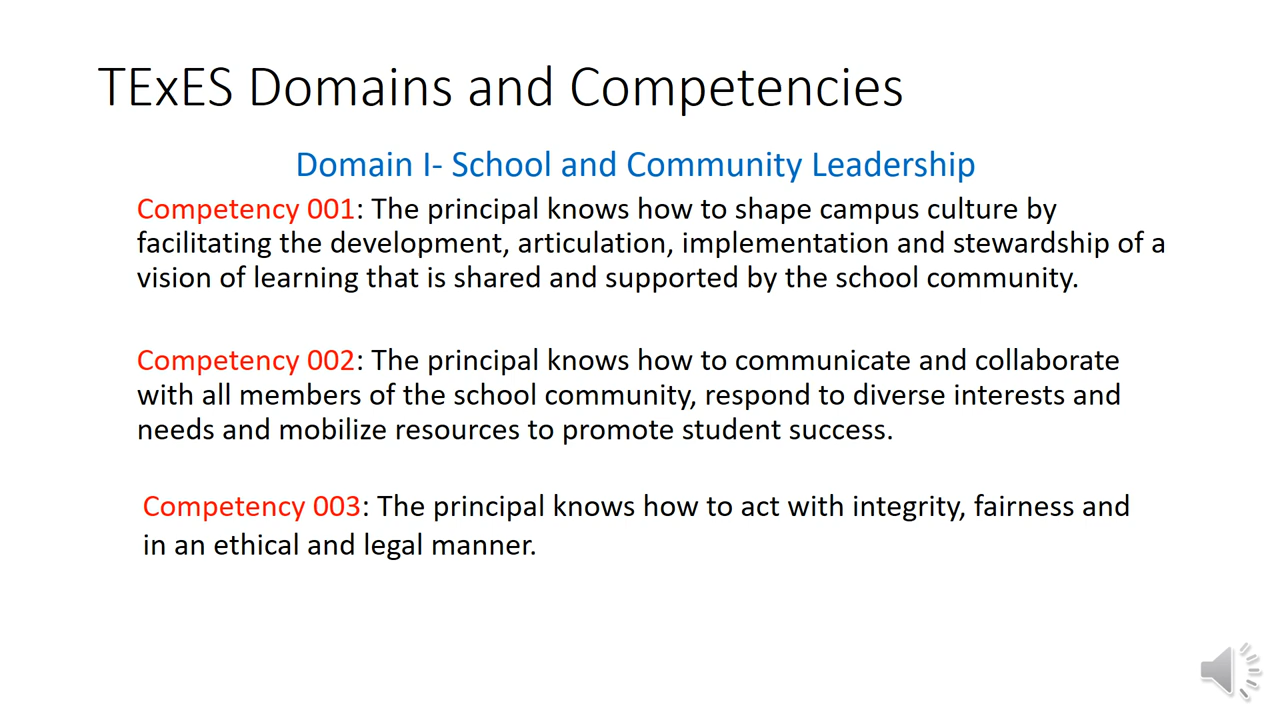 TExES Domains and Competencies
Domain I- School and Community Leadership
Competency 001: The principal knows how to shape campus culture by
facilitating the development, articulation, implementation and stewardship of a
vision of learning that is shared and supported by the school community.
Competency 002: The principal knows how to communicate and collaborate
with all members of the school community, respond to diverse interests and
needs and mobilize resources to promote student success.
Competency 003: The principal knows how to act with integrity, fairness and
in an ethical and legal manner.